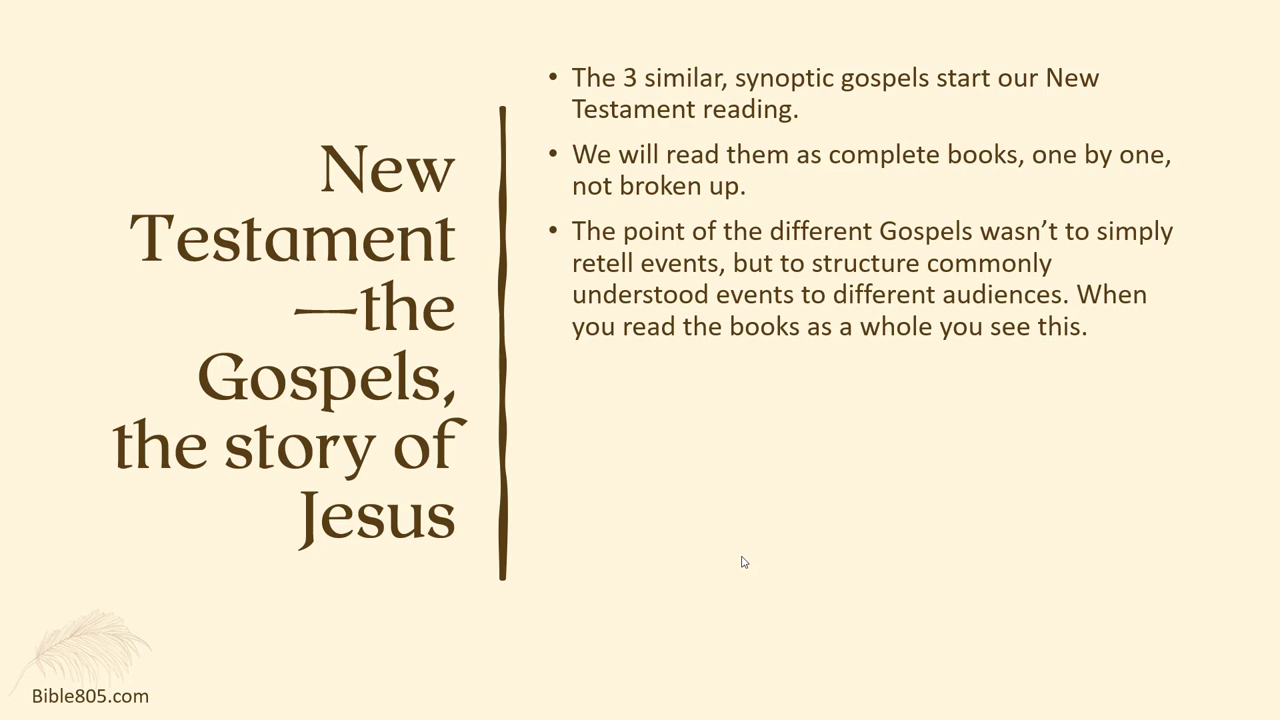 New
Testament
—the
Gospels,
the story of
Jesus
• The 3 similar, synoptic gospels start our New
Testament reading.
• We will read them as complete books, one by one,
not broken up.
• The point of the different Gospels wasn’t to simply
retell events, but to structure commonly
understood events to different audiences. When
you read the books as a whole you see this.
Bible805.com